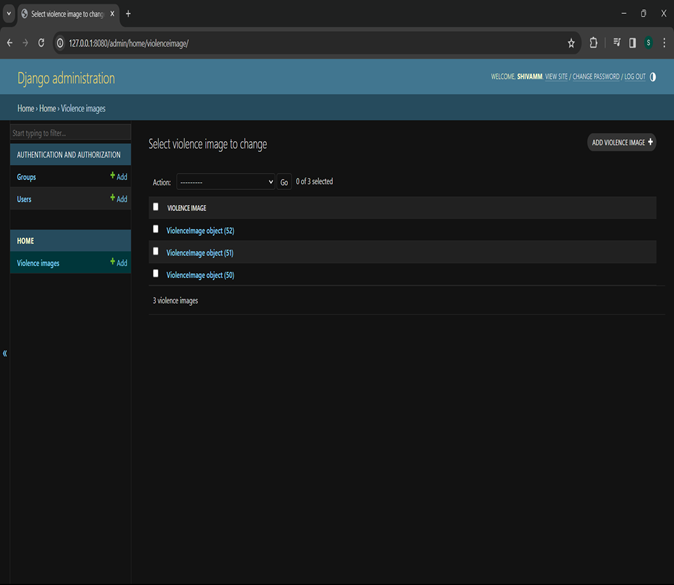 Select violence image to change
127.0.0.1:8080/admin/home/violenceimage/
S
Django administration
WELCOME, SHIVAMM. VIEW SITE / CHANGE PASSWORD / LOG OUT
Home › Home › Violence images
Start typing to filter...
AUTHENTICATION AND AUTHORIZATION
Groups + Add
Users + Add
HOME
Violence images + Add
«
Select violence image to change
ADD VIOLENCE IMAGE +
Action: --------- Go 0 of 3 selected
VIOLENCE IMAGE
ViolenceImage object (52)
ViolenceImage object (51)
ViolenceImage object (50)
3 violence images